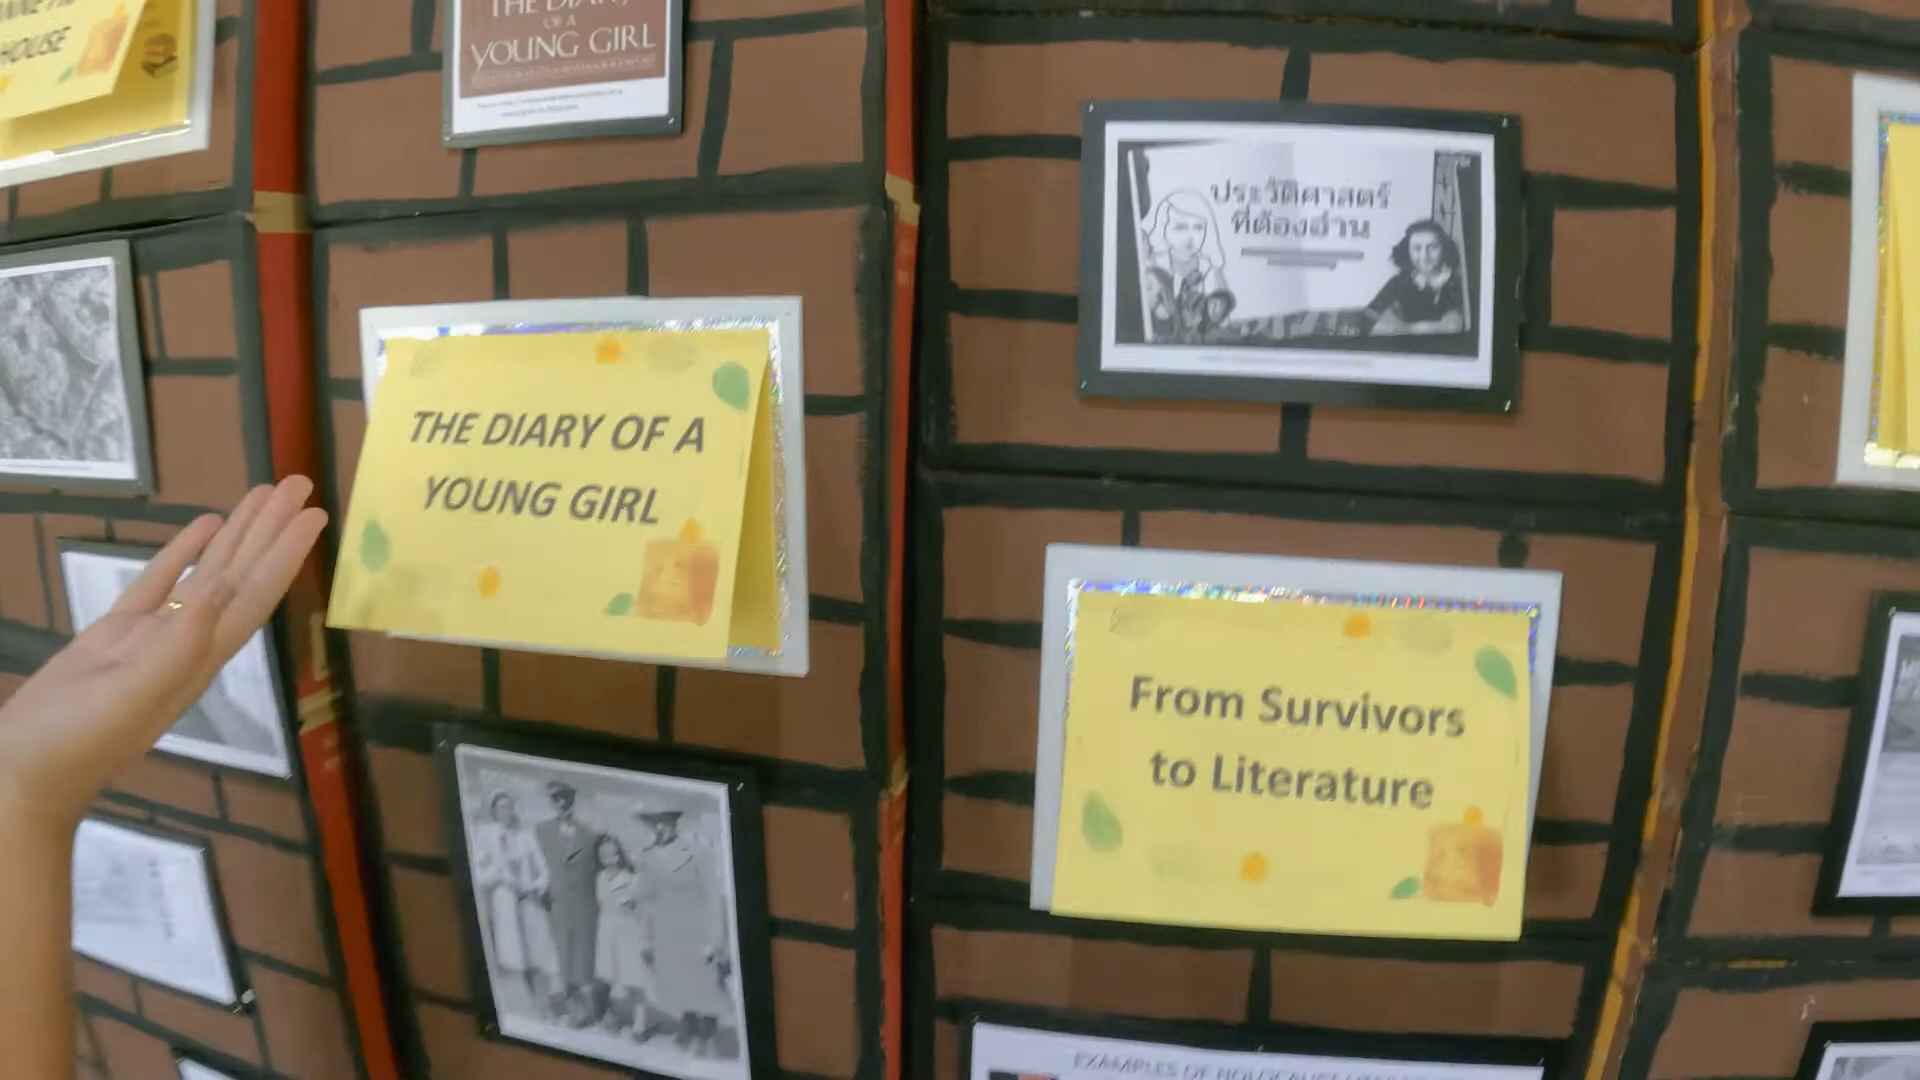 HOUSE
THE DIARY
OF A
YOUNG GIRL
ประวัติศาสตร์
ที่ต้องอ่าน
THE DIARY OF A
YOUNG GIRL
From Survivors
to Literature
EXAMPLES OF HOLOCAUST